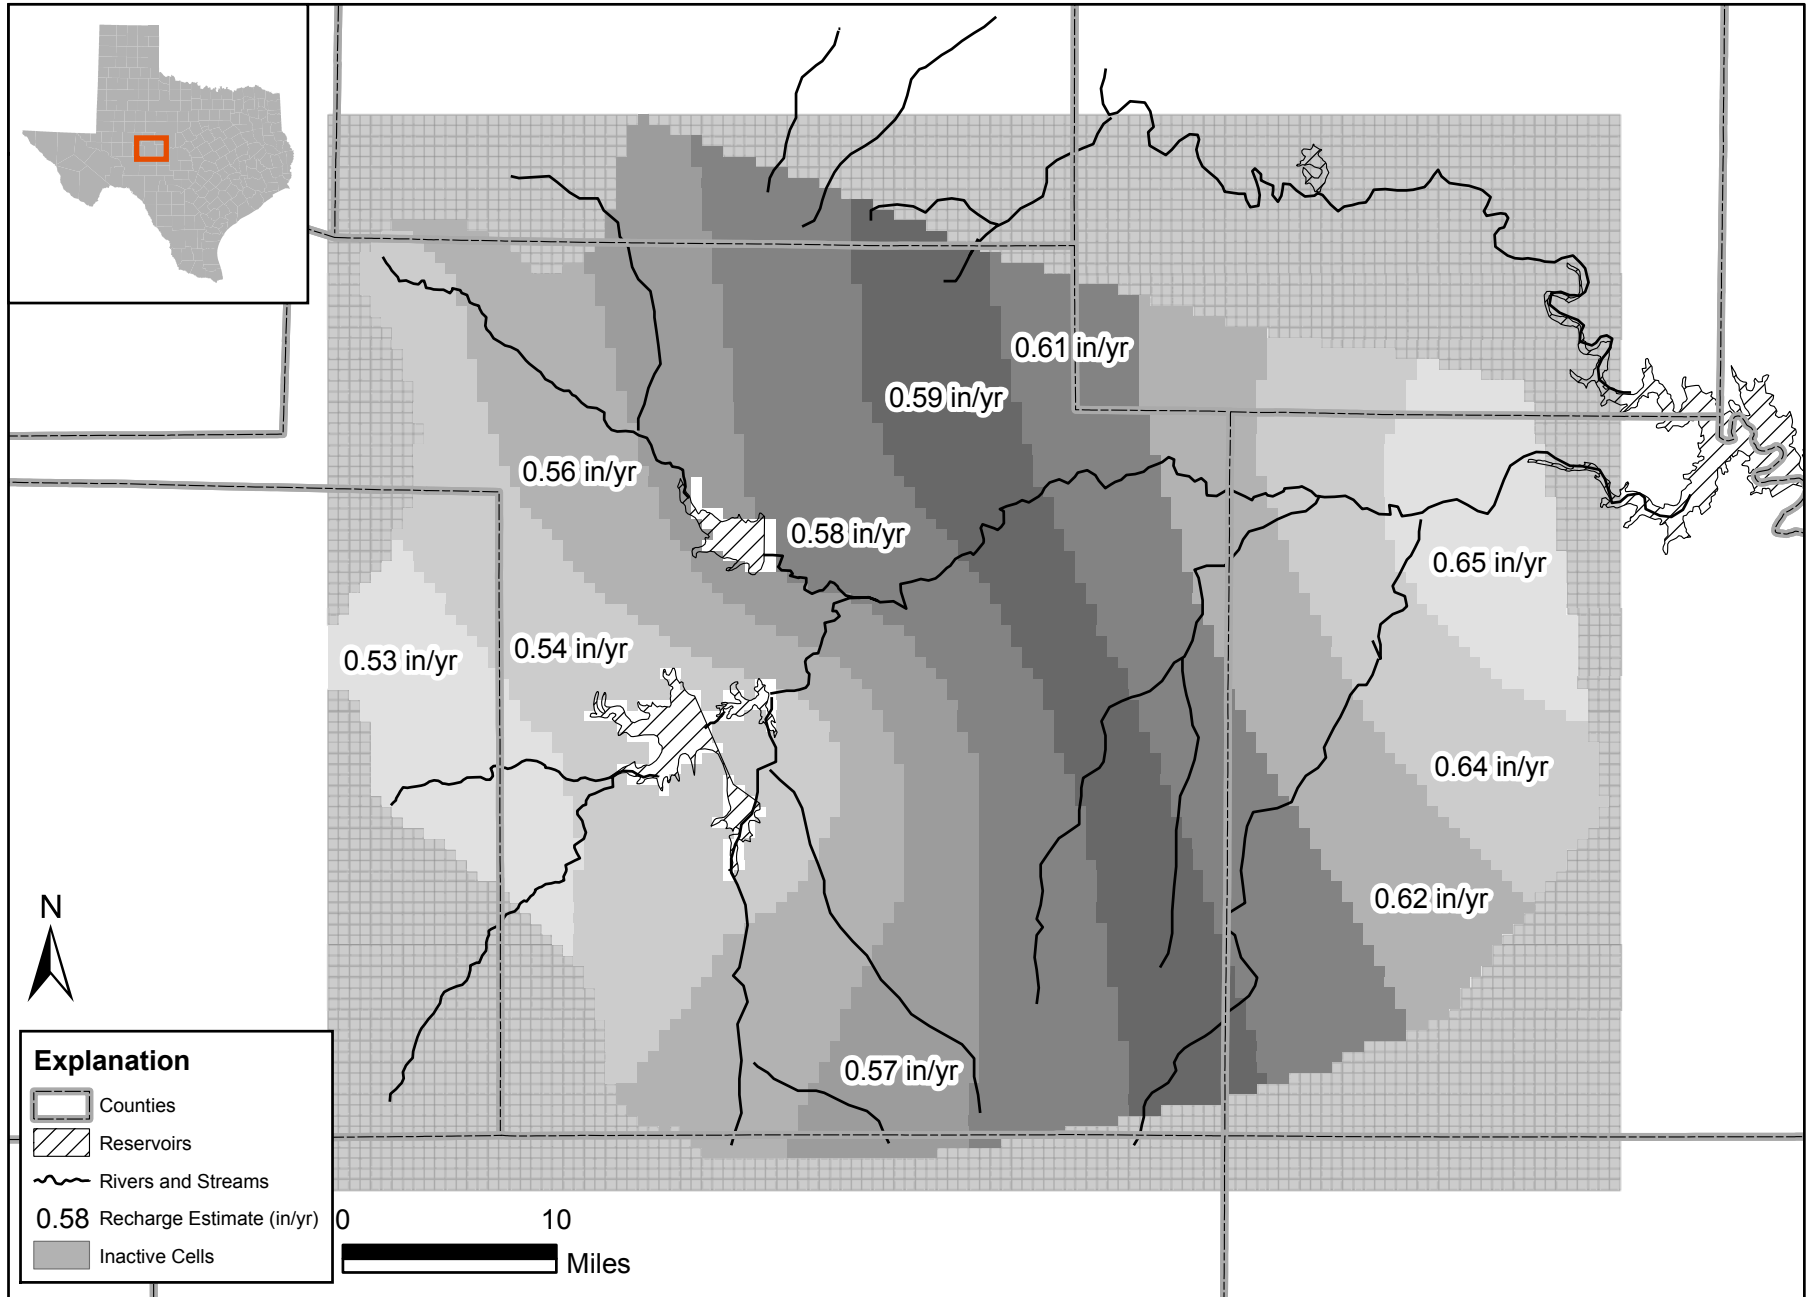 0.61 in/yr
0.59 in/yr
0.56 in/yr
0.58 in/yr
0.65 in/yr
0.53 in/yr
0.54 in/yr
0.64 in/yr
0.62 in/yr
0.57 in/yr
N
Explanation
Counties
Reservoirs
Rivers and Streams
0.58 Recharge Estimate (in/yr)
Inactive Cells
0 10
Miles